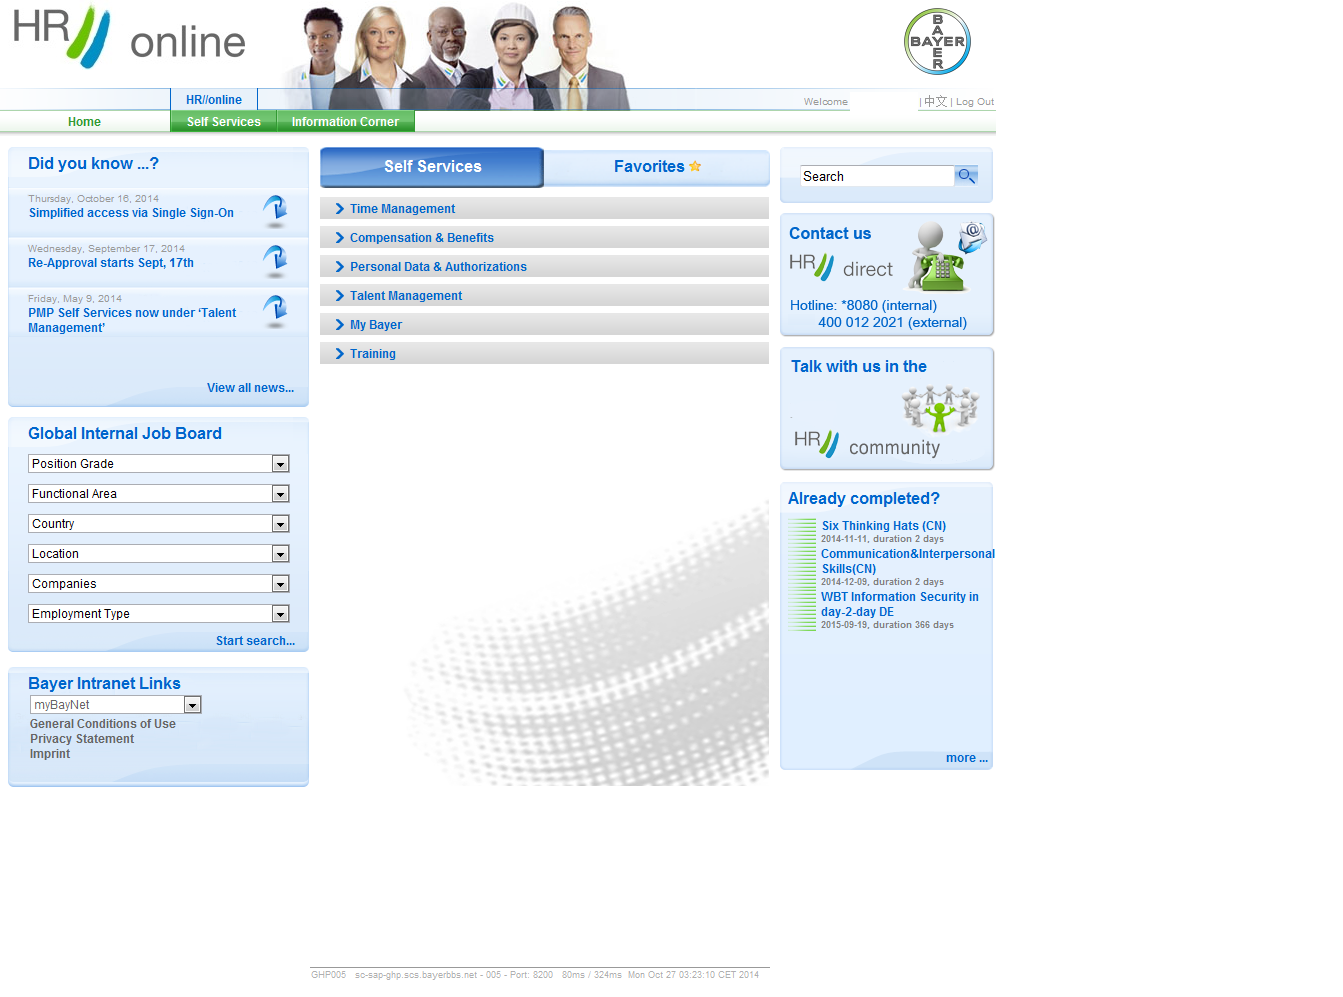 HR online
BAYER
BAYER
HR//online
Welcome
| 中文 | Log Out
Home
Self Services
Information Corner
Did you know ...?
Thursday, October 16, 2014
Simplified access via Single Sign-On
Wednesday, September 17, 2014
Re-Approval starts Sept, 17th
Friday, May 9, 2014
PMP Self Services now under ‘Talent
Management’
View all news...
Global Internal Job Board
Position Grade
Functional Area
Country
Location
Companies
Employment Type
Start search...
Bayer Intranet Links
myBayNet
General Conditions of Use
Privacy Statement
Imprint
Self Services
Favorites
Time Management
Compensation & Benefits
Personal Data & Authorizations
Talent Management
My Bayer
Training
Search
Contact us
HR direct
Hotline: *8080 (internal)
400 012 2021 (external)
Talk with us in the
HR community
Already completed?
Six Thinking Hats (CN)
2014-11-11, duration 2 days
Communication&Interpersonal
Skills(CN)
2014-12-09, duration 2 days
WBT Information Security in
day-2-day DE
2015-09-19, duration 366 days
more ...
GHP005 sc-sap-ghp.scs.bayerbbs.net - 005 - Port: 8200 80ms / 324ms Mon Oct 27 03:23:10 CET 2014